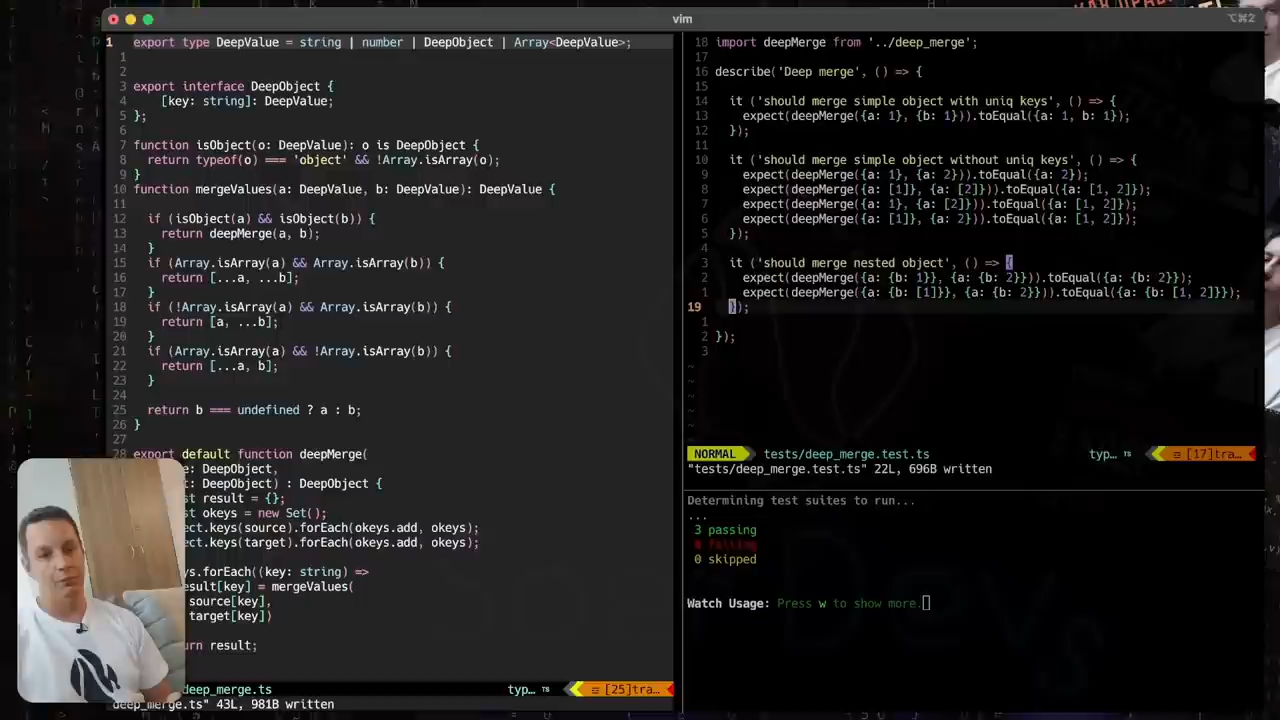 vim
⌥⌘2
1 export type DeepValue = string | number | DeepObject | Array<DeepValue>;
1
2
3 export interface DeepObject {
4 [key: string]: DeepValue;
5 };
6
7 function isObject(o: DeepValue): o is DeepObject {
8 return typeof(o) === 'object' && !Array.isArray(o);
9 }
10 function mergeValues(a: DeepValue, b: DeepValue): DeepValue {
11
12 if (isObject(a) && isObject(b)) {
13 return deepMerge(a, b);
14 }
15 if (Array.isArray(a) && Array.isArray(b)) {
16 return [...a, ...b];
17 }
18 if (!Array.isArray(a) && Array.isArray(b)) {
19 return [a, ...b];
20 }
21 if (Array.isArray(a) && !Array.isArray(b)) {
22 return [...a, b];
23 }
24
25 return b === undefined ? a : b;
26 }
27
28 export default function deepMerge(
e: DeepObject,
t: DeepObject) : DeepObject {
st result = {};
st okeys = new Set();
ect.keys(source).forEach(okeys.add, okeys);
ect.keys(target).forEach(okeys.add, okeys);
ys.forEach((key: string) =>
result[key] = mergeValues(
source[key],
target[key])
urn result;
deep_merge.ts typ… TS ≡ [25]tra…
deep_merge.ts" 43L, 981B written
18 import deepMerge from '../deep_merge';
17
16 describe('Deep merge', () => {
15
14 it ('should merge simple object with uniq keys', () => {
13 expect(deepMerge({a: 1}, {b: 1})).toEqual({a: 1, b: 1});
12 });
11
10 it ('should merge simple object without uniq keys', () => {
9 expect(deepMerge({a: 1}, {a: 2})).toEqual({a: 2});
8 expect(deepMerge({a: [1]}, {a: [2]})).toEqual({a: [1, 2]});
7 expect(deepMerge({a: 1}, {a: [2]})).toEqual({a: [1, 2]});
6 expect(deepMerge({a: [1]}, {a: 2})).toEqual({a: [1, 2]});
5 });
4
3 it ('should merge nested object', () => {
2 expect(deepMerge({a: {b: 1}}, {a: {b: 2}})).toEqual({a: {b: 2}});
1 expect(deepMerge({a: {b: [1]}}, {a: {b: 2}})).toEqual({a: {b: [1, 2]}});
19 });
1
2 });
3
~
~
~
~
~
NORMAL tests/deep_merge.test.ts typ… TS ≡ [17]tra…
"tests/deep_merge.test.ts" 22L, 696B written
Determining test suites to run...
...
3 passing
failing
0 skipped
Watch Usage: Press w to show more.